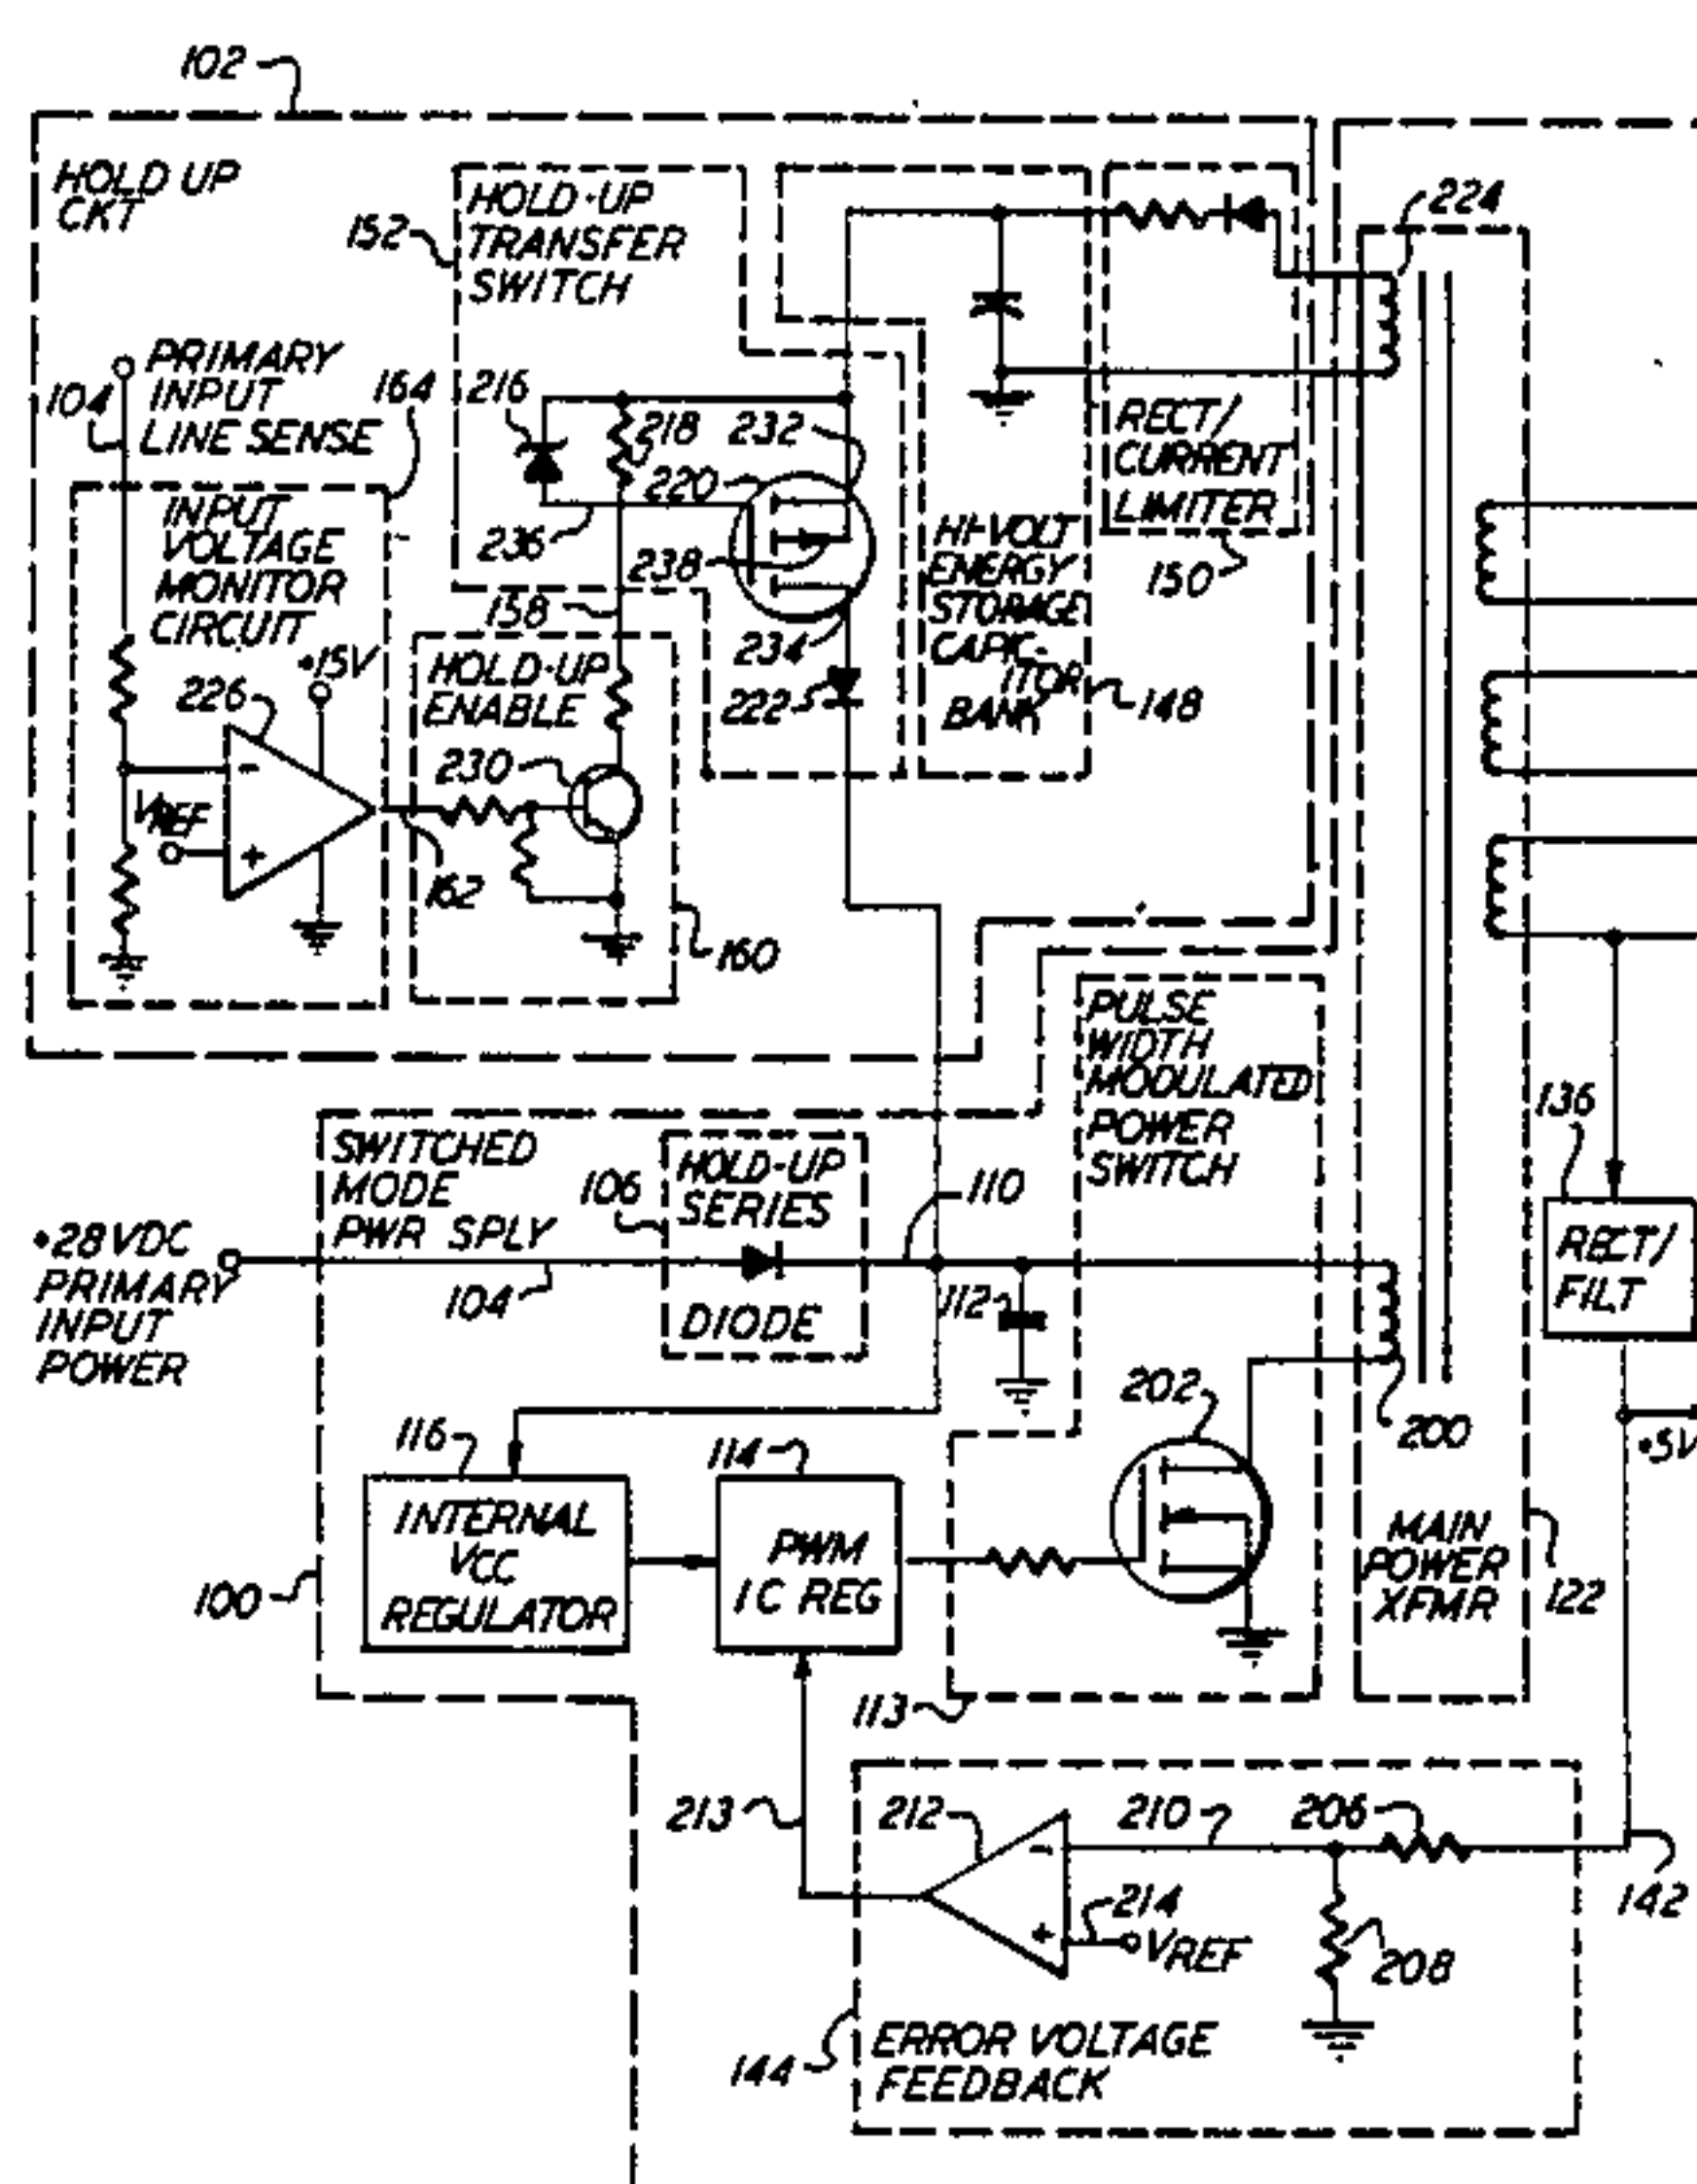 102
HOLD UP
CKT
152
HOLD-UP
TRANSFER
SWITCH
224
PRIMARY
INPUT
LINE SENSE
104
164
216
218
232
220
236
238
158
234
222
RECT/
CURRENT
LIMITER
150
HI-VOLT
ENERGY
STORAGE
CAPIC-
ITOR
BANK
148
INPUT
VOLTAGE
MONITOR
CIRCUIT
+15V
226
-
+
VREF
HOLD-UP
ENABLE
230
162
160
PULSE
WIDTH
MODULATED
POWER
SWITCH
SWITCHED
MODE
PWR SPLY
106
HOLD-UP
SERIES
DIODE
110
112
104
+28VDC
PRIMARY
INPUT
POWER
136
RECT/
FILT
+5V
202
200
116
INTERNAL
VCC
REGULATOR
114
PWM
IC REG
100
113
MAIN
POWER
XFMR
122
213
212
210
206
-
+
214
VREF
208
142
144
ERROR VOLTAGE
FEEDBACK